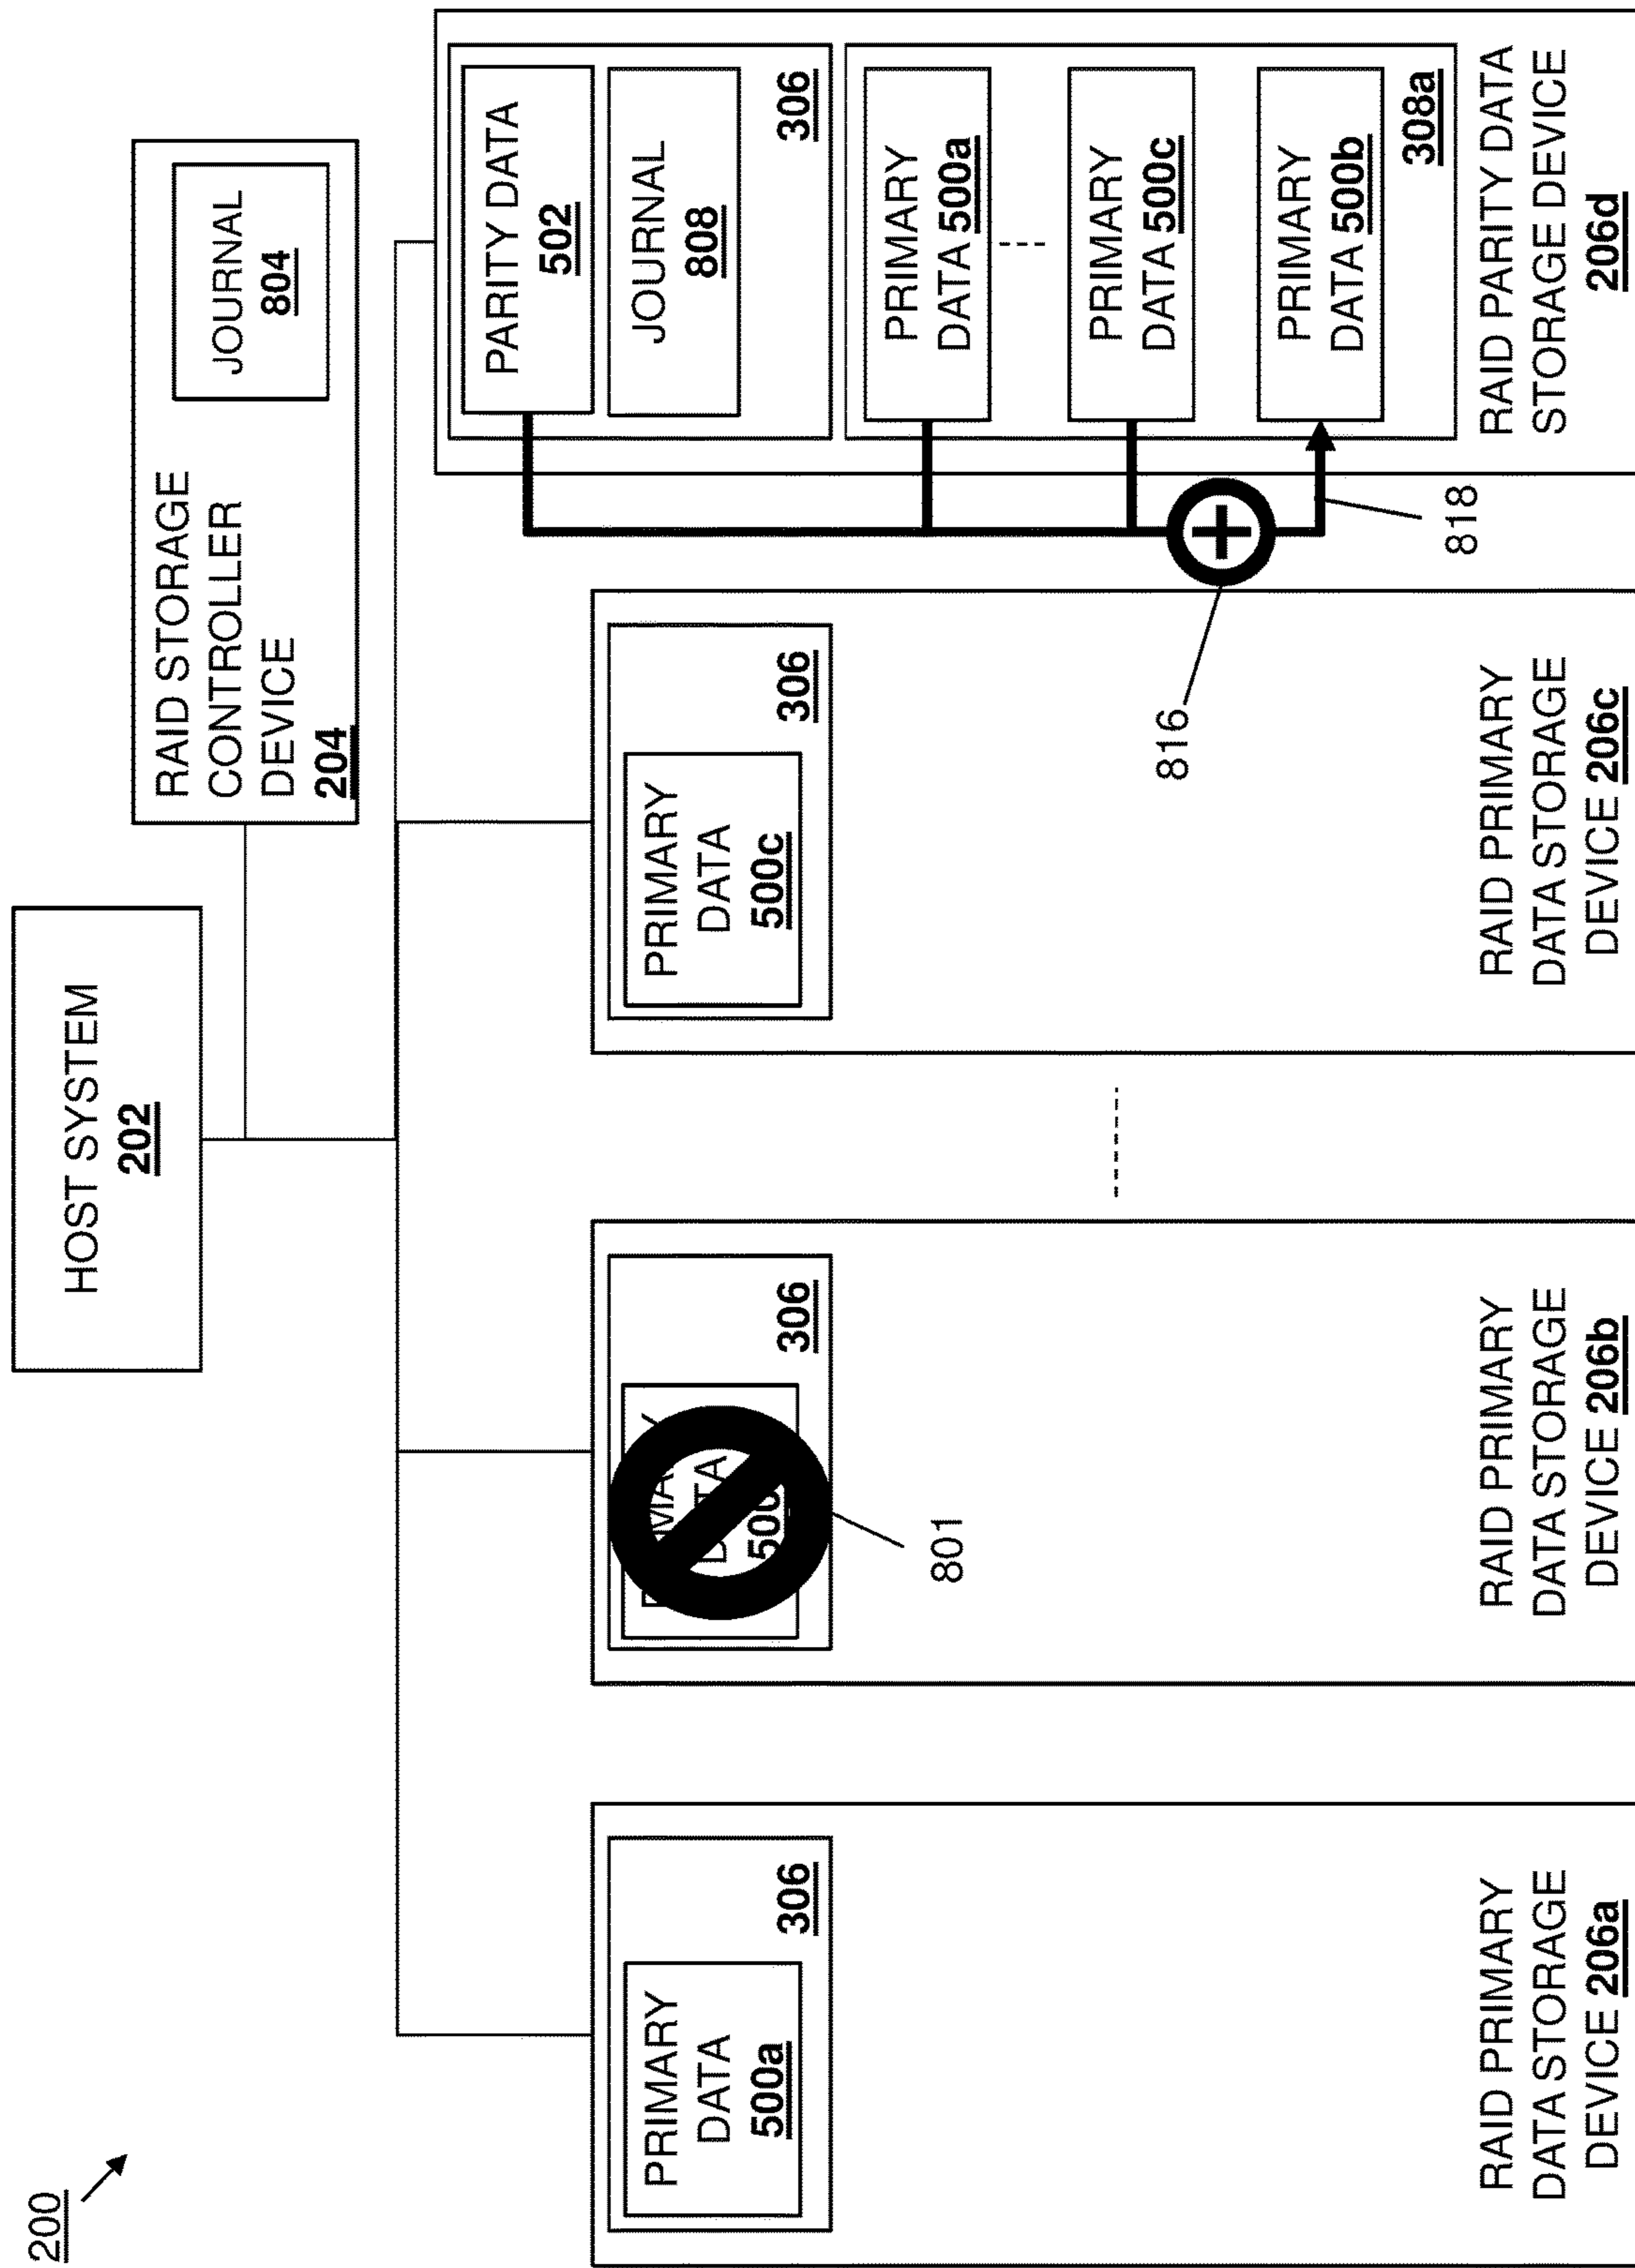 200
HOST SYSTEM
202
RAID STORAGE
CONTROLLER
DEVICE
204
JOURNAL
804
PRIMARY
DATA
500a
306
RAID PRIMARY
DATA STORAGE
DEVICE 206a
306
801
RAID PRIMARY
DATA STORAGE
DEVICE 206b
PRIMARY
DATA
500c
306
RAID PRIMARY
DATA STORAGE
DEVICE 206c
816
PARITY DATA
502
JOURNAL
808
306
PRIMARY
DATA 500a
PRIMARY
DATA 500c
PRIMARY
DATA 500b
308a
818
RAID PARITY DATA
STORAGE DEVICE
206d